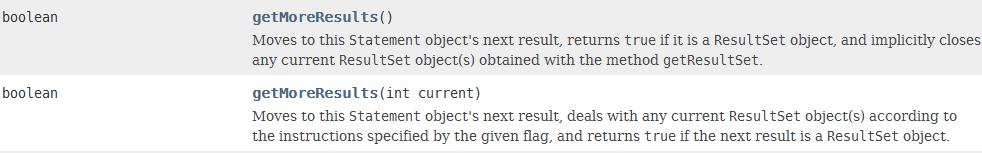 boolean getMoreResults()
Moves to this Statement object's next result, returns true if it is a ResultSet object, and implicitly closes
any current ResultSet object(s) obtained with the method getResultSet.
boolean getMoreResults(int current)
Moves to this Statement object's next result, deals with any current ResultSet object(s) according to
the instructions specified by the given flag, and returns true if the next result is a ResultSet object.